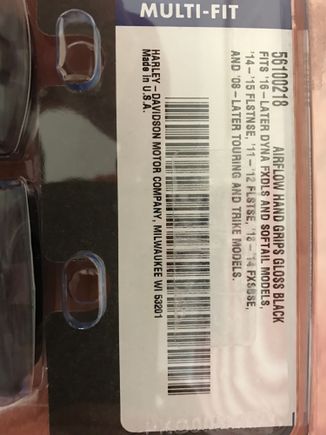 MULTI-FIT
56100218 AIRFLOW HAND GRIPS GLOSS BLACK
FITS '16-LATER DYNA FXDLS AND SOFTAIL MODELS,
'14-'15 FLSTNSE, '11-'12 FLSTSE, '13-'14 FXSBSE,
AND '08-LATER TOURING AND TRIKE MODELS.
HARLEY-DAVIDSON MOTOR COMPANY, MILWAUKEE WI 53201
Made in U.S.A.